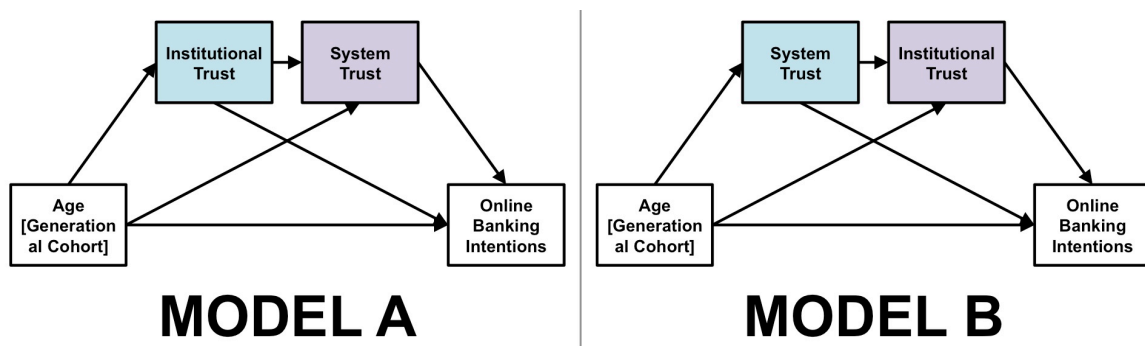 Institutional
Trust
System
Trust
Age
[Generation
al Cohort]
Online
Banking
Intentions
MODEL A
System
Trust
Institutional
Trust
Age
[Generation
al Cohort]
Online
Banking
Intentions
MODEL B